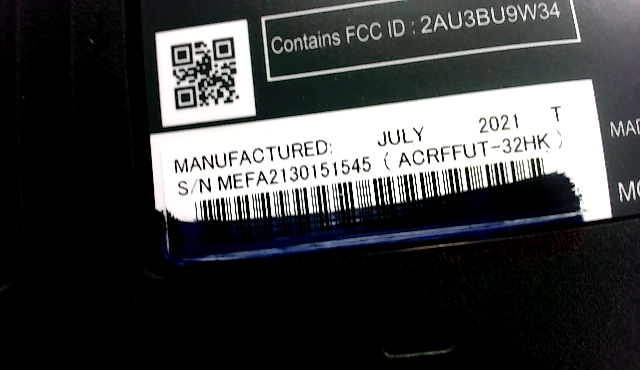 Contains FCC ID : 2AU3BU9W34
MANUFACTURED: JULY 2021 T
S/N MEFA2130151545 ( ACRFFUT-32HK )